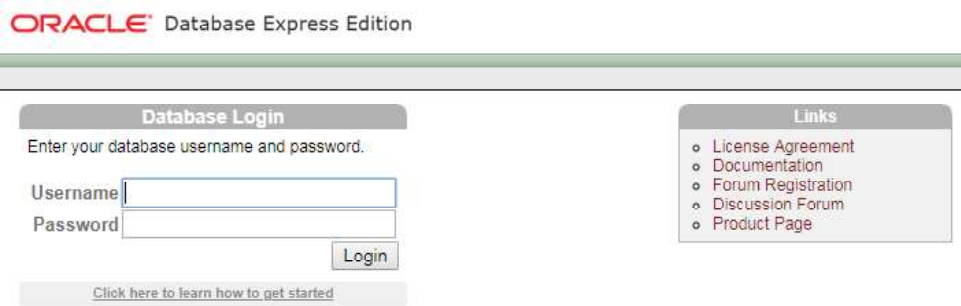 ORACLE Database Express Edition
Database Login
Enter your database username and password.
Username
Password
Login
Click here to learn how to get started
Links
License Agreement
Documentation
Forum Registration
Discussion Forum
Product Page